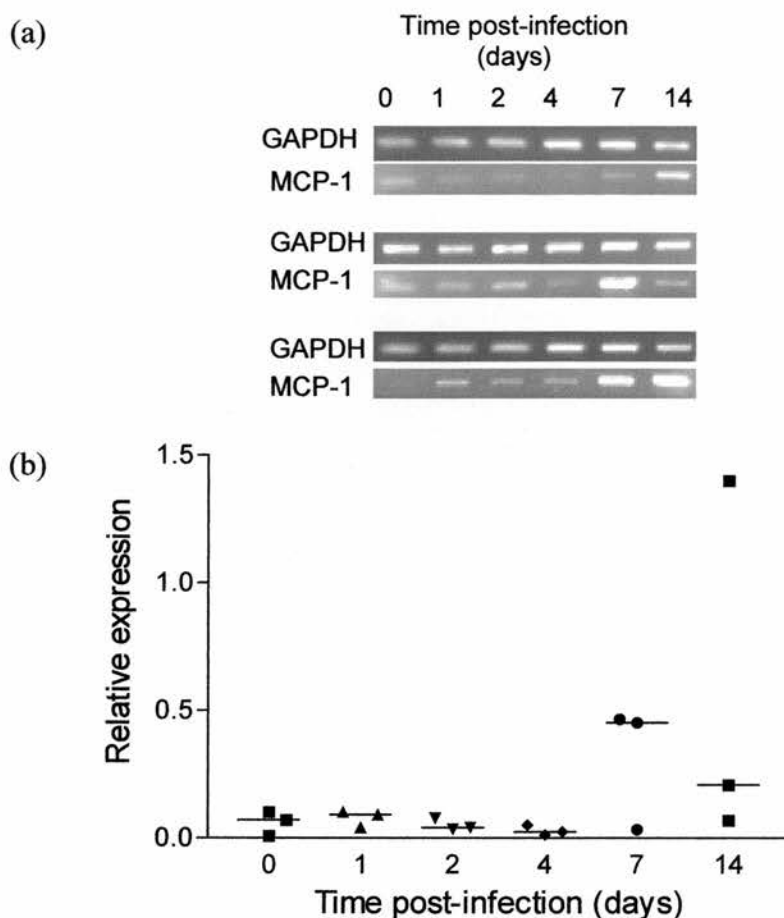 (a)
Time post-infection
(days)
0 1 2 4 7 14
GAPDH
MCP-1
GAPDH
MCP-1
GAPDH
MCP-1
(b)
Relative expression
1.5
1.0
0.5
0.0
0 1 2 4 7 14
Time post-infection (days)